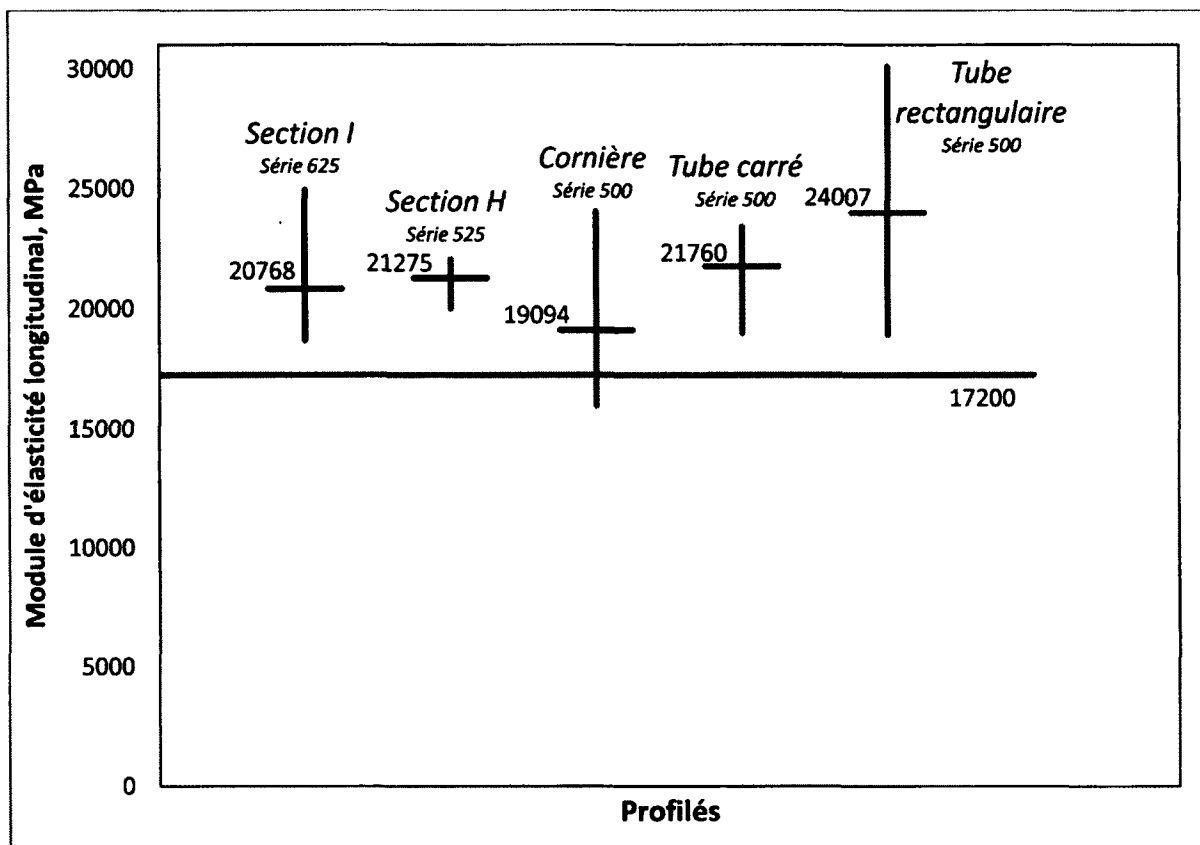 Module d'élasticité longitudinal, MPa
30000
25000
20000
15000
10000
5000
0
Section I
Série 625
20768
Section H
Série 525
21275
Cornière
Série 500
19094
Tube carré
Série 500
21760
Tube
rectangulaire
Série 500
24007
17200
Profilés